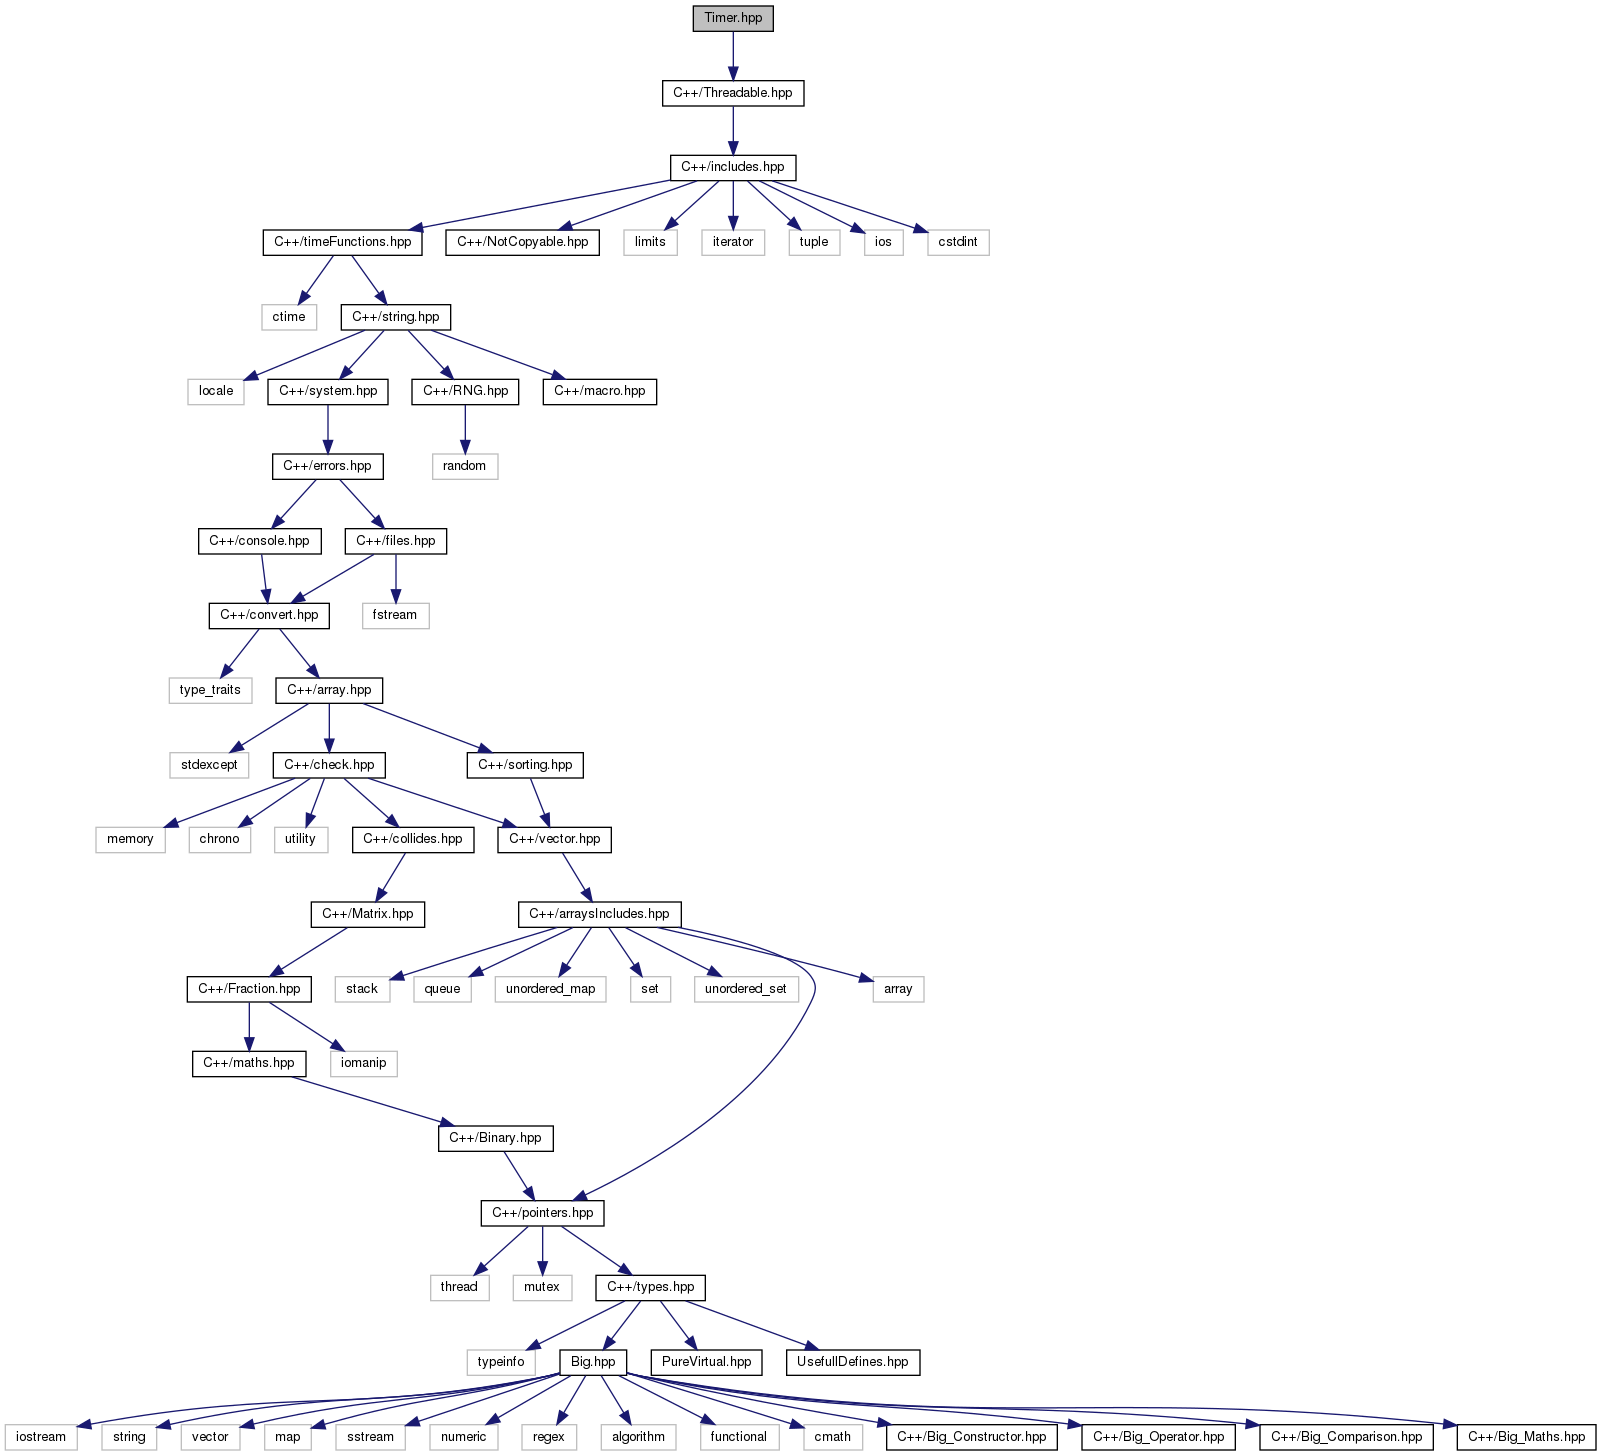 Timer.hpp
C++/Threadable.hpp
C++/includes.hpp
C++/timeFunctions.hpp
C++/NotCopyable.hpp
limits
iterator
tuple
ios
cstdint
ctime
C++/string.hpp
locale
C++/system.hpp
C++/RNG.hpp
C++/macro.hpp
C++/errors.hpp
random
C++/console.hpp
C++/files.hpp
C++/convert.hpp
fstream
type_traits
C++/array.hpp
stdexcept
C++/check.hpp
C++/sorting.hpp
memory
chrono
utility
C++/collides.hpp
C++/vector.hpp
C++/Matrix.hpp
C++/arraysIncludes.hpp
C++/Fraction.hpp
stack
queue
unordered_map
set
unordered_set
array
C++/maths.hpp
iomanip
C++/Binary.hpp
C++/pointers.hpp
thread
mutex
C++/types.hpp
typeinfo
Big.hpp
PureVirtual.hpp
UsefullDefines.hpp
iostream
string
vector
map
sstream
numeric
regex
algorithm
functional
cmath
C++/Big_Constructor.hpp
C++/Big_Operator.hpp
C++/Big_Comparison.hpp
C++/Big_Maths.hpp